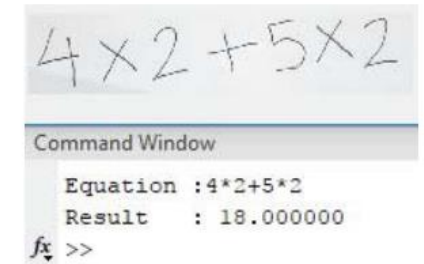 4×2+5×2
Command Window
Equation :4*2+5*2
Result : 18.000000
fx >>